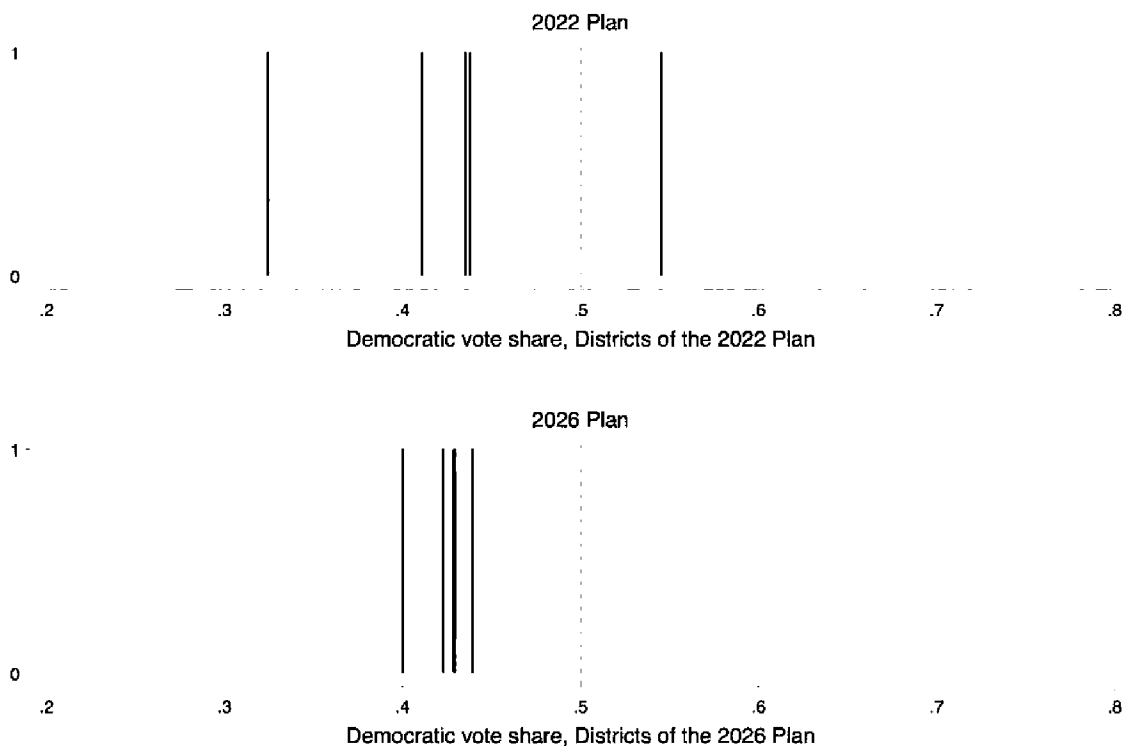 2022 Plan
1
0
.2 .3 .4 .5 .6 .7 .8
Democratic vote share, Districts of the 2022 Plan
2026 Plan
1
0
.2 .3 .4 .5 .6 .7 .8
Democratic vote share, Districts of the 2026 Plan